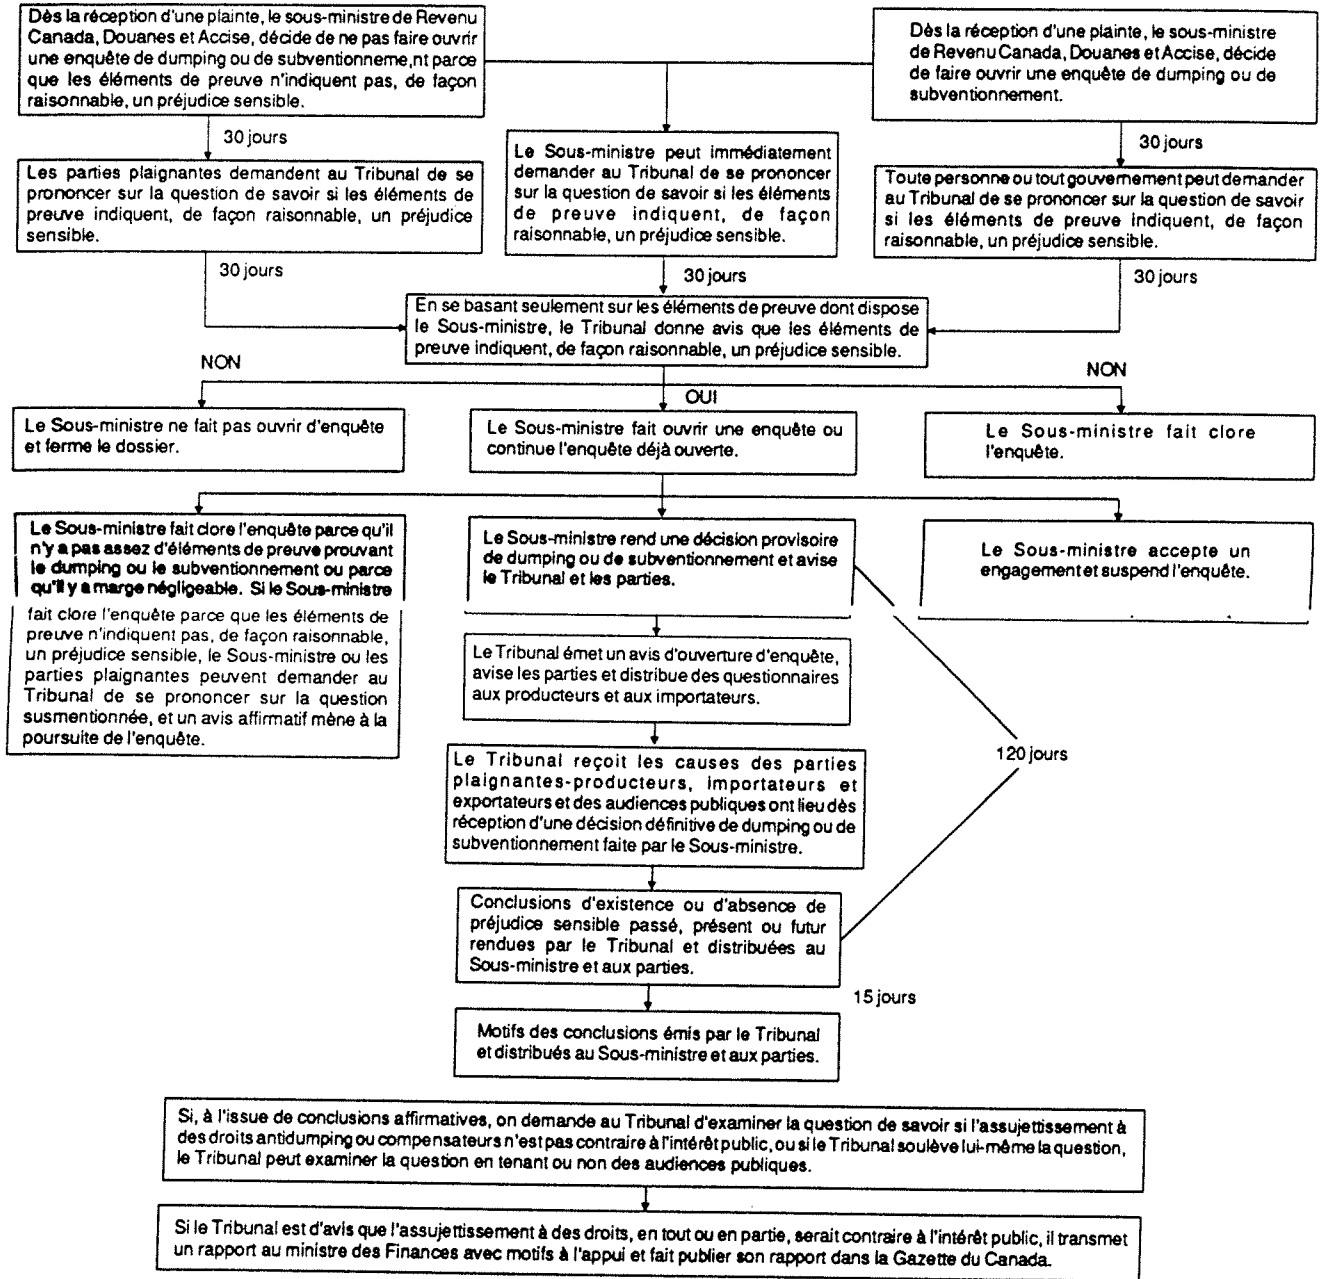 Dès la réception d'une plainte, le sous-ministre de Revenu
Canada, Douanes et Accise, décide de ne pas faire ouvrir
une enquête de dumping ou de subventionneme,nt parce
que les éléments de preuve n'indiquent pas, de façon
raisonnable, un préjudice sensible.
Dès la réception d'une plainte, le sous-ministre
de Revenu Canada, Douanes et Accise, décide
de faire ouvrir une enquête de dumping ou de
subventionnement.
30 jours
30 jours
Les parties plaignantes demandent au Tribunal de se
prononcer sur la question de savoir si les éléments de
preuve indiquent, de façon raisonnable, un préjudice
sensible.
Le Sous-ministre peut immédiatement
demander au Tribunal de se prononcer
sur la question de savoir si les éléments
de preuve indiquent, de façon
raisonnable, un préjudice sensible.
Toute personne ou tout gouvernement peut demander
au Tribunal de se prononcer sur la question de savoir
si les éléments de preuve indiquent, de façon
raisonnable, un préjudice sensible.
30 jours
30 jours
30 jours
En se basant seulement sur les éléments de preuve dont dispose
le Sous-ministre, le Tribunal donne avis que les éléments de
preuve indiquent, de façon raisonnable, un préjudice sensible.
NON
OUI
NON
Le Sous-ministre ne fait pas ouvrir d'enquête
et ferme le dossier.
Le Sous-ministre fait ouvrir une enquête ou
continue l'enquête déjà ouverte.
Le Sous-ministre fait clore
l'enquête.
Le Sous-ministre fait clore l'enquête parce qu'il
n'y a pas assez d'éléments de preuve prouvant
le dumping ou le subventionnement ou parce
qu'il y a marge négligeable. Si le Sous-ministre
fait clore l'enquête parce que les éléments de
preuve n'indiquent pas, de façon raisonnable,
un préjudice sensible, le Sous-ministre ou les
parties plaignantes peuvent demander au
Tribunal de se prononcer sur la question
susmentionnée, et un avis affirmatif mène à la
poursuite de l'enquête.
Le Sous-ministre rend une décision provisoire
de dumping ou de subventionnement et avise
le Tribunal et les parties.
Le Sous-ministre accepte un
engagement et suspend l'enquête.
Le Tribunal émet un avis d'ouverture d'enquête,
avise les parties et distribue des questionnaires
aux producteurs et aux importateurs.
120 jours
Le Tribunal reçoit les causes des parties
plaignantes-producteurs, importateurs et
exportateurs et des audiences publiques ont lieu dès
réception d'une décision définitive de dumping ou de
subventionnement faite par le Sous-ministre.
Conclusions d'existence ou d'absence de
préjudice sensible passé, présent ou futur
rendues par le Tribunal et distribuées au
Sous-ministre et aux parties.
15 jours
Motifs des conclusions émis par le Tribunal
et distribués au Sous-ministre et aux parties.
Si, à l'issue de conclusions affirmatives, on demande au Tribunal d'examiner la question de savoir si l'assujettissement à
des droits antidumping ou compensateurs n'est pas contraire à l'intérêt public, ou si le Tribunal soulève lui-même la question,
le Tribunal peut examiner la question en tenant ou non des audiences publiques.
Si le Tribunal est d'avis que l'assujettissement à des droits, en tout ou en partie, serait contraire à l'intérêt public, il transmet
un rapport au ministre des Finances avec motifs à l'appui et fait publier son rapport dans la Gazette du Canada.